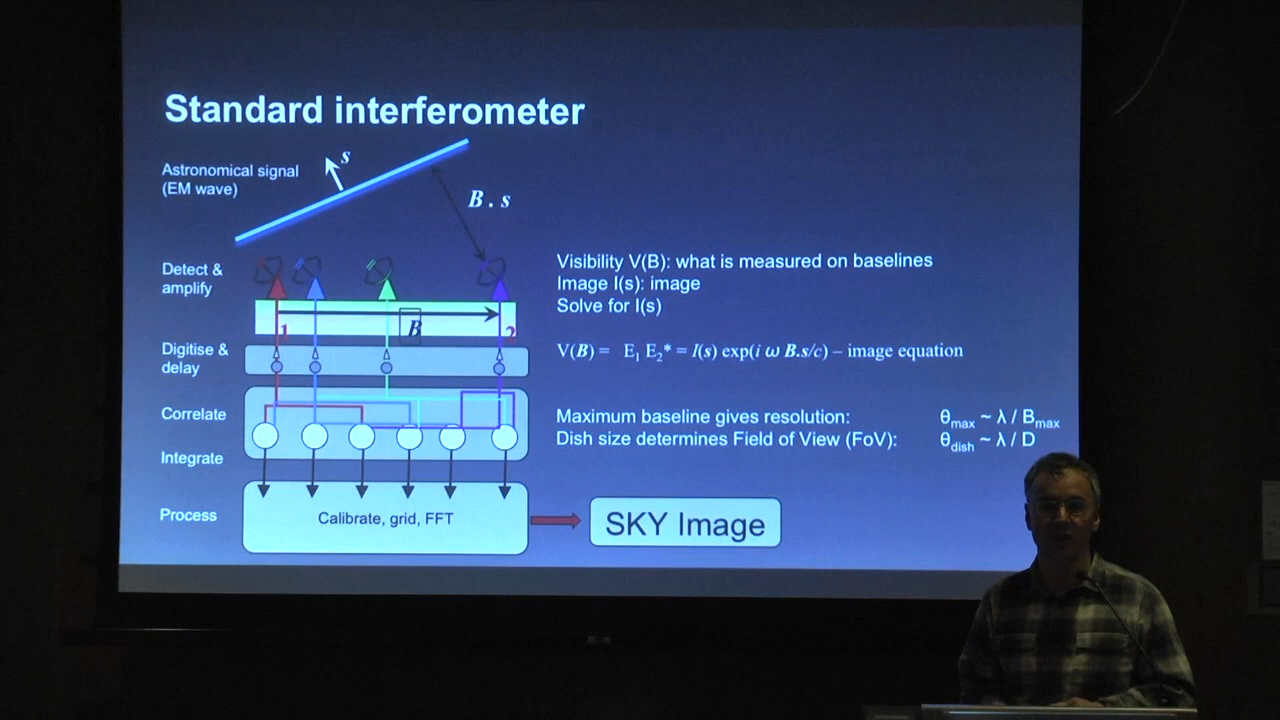 Standard interferometer
Astronomical signal
(EM wave)
s
B . s
Detect &
amplify
Visibility V(B): what is measured on baselines
Image I(s): image
Solve for I(s)
1
B
2
Digitise &
delay
V(B) = E1 E2* = I(s) exp(i ω B.s/c) – image equation
Correlate
Maximum baseline gives resolution: θmax ~ λ / Bmax
Dish size determines Field of View (FoV): θdish ~ λ / D
Integrate
Process
Calibrate, grid, FFT
SKY Image